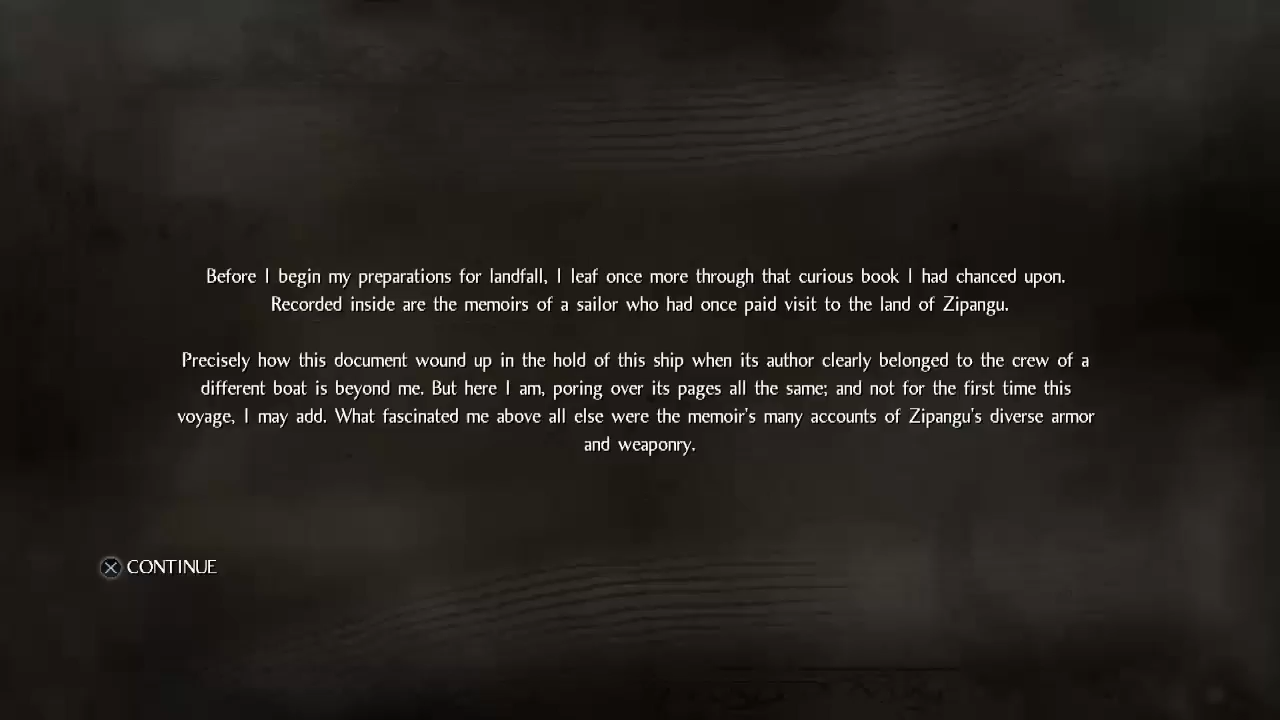 Before I begin my preparations for landfall, I leaf once more through that curious book I had chanced upon.
Recorded inside are the memoirs of a sailor who had once paid visit to the land of Zipangu.
Precisely how this document wound up in the hold of this ship when its author clearly belonged to the crew of a
different boat is beyond me. But here I am, poring over its pages all the same; and not for the first time this
voyage, I may add. What fascinated me above all else were the memoir's many accounts of Zipangu's diverse armor
and weaponry.
CONTINUE